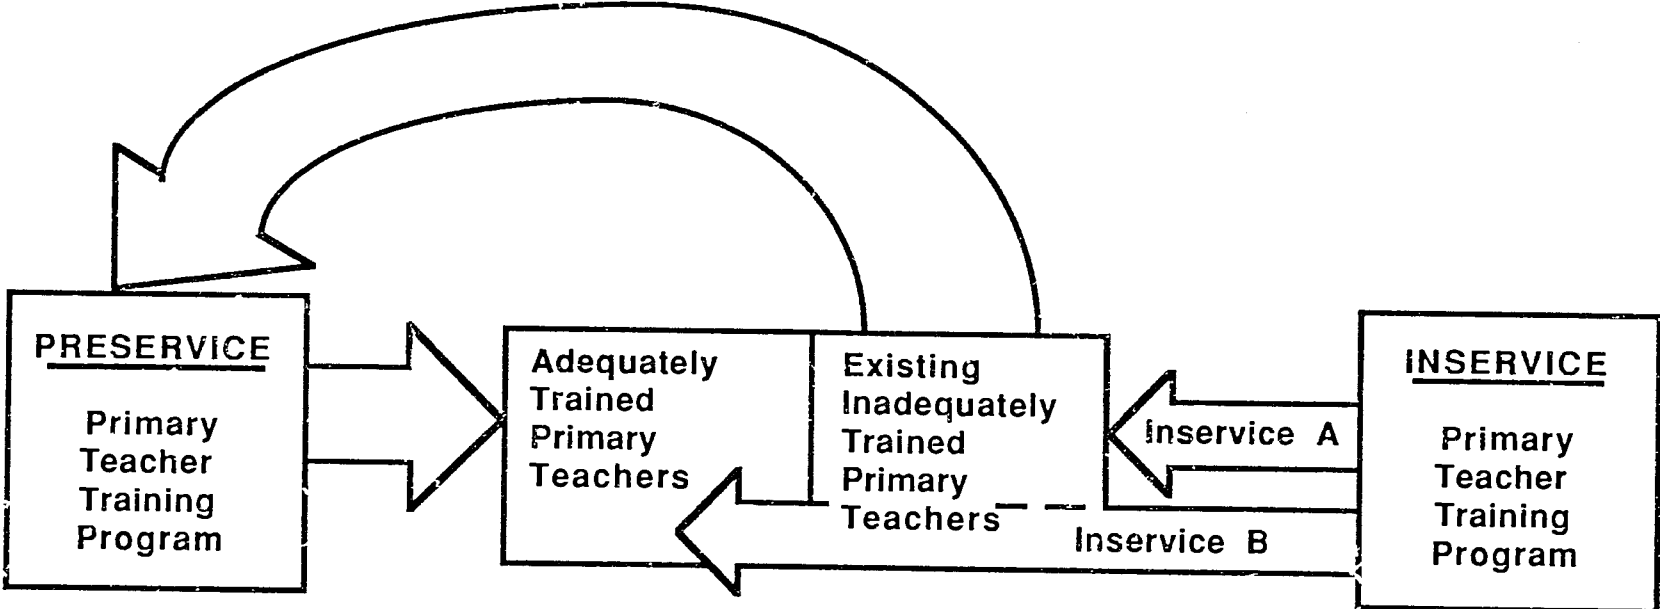 PRESERVICE
Primary
Teacher
Training
Program
Adequately
Trained
Primary
Teachers
Existing
Inadequately
Trained
Primary
Teachers
Inservice A
Inservice B
INSERVICE
Primary
Teacher
Training
Program